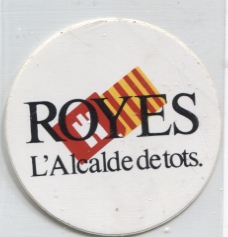 ROYES
L'Alcalde de tots.